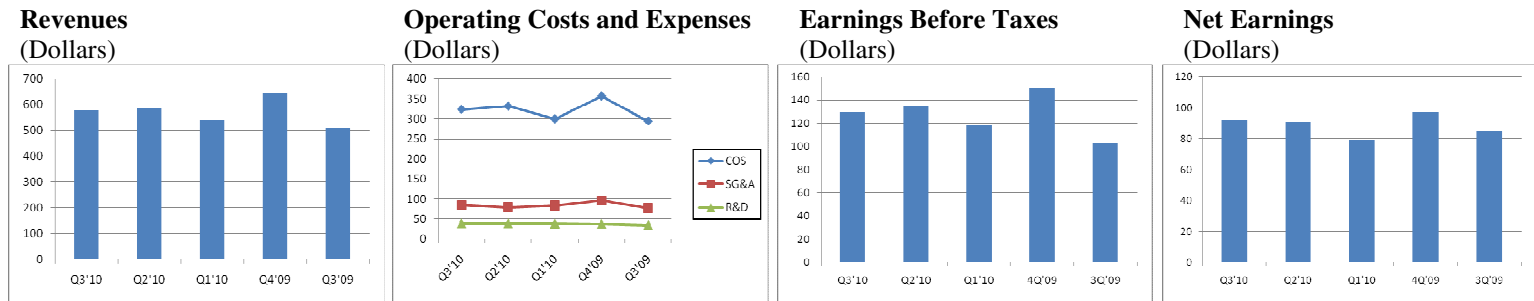 Revenues
(Dollars)
700
600
500
400
300
200
100
0
Q3'10 Q2'10 Q1'10 Q4'09 Q3'09
Operating Costs and Expenses
(Dollars)
400
350
300
250
200
150
100
50
0
Q3'10 Q2'10 Q1'10 Q4'09 Q3'09
COS
SG&A
R&D
Earnings Before Taxes
(Dollars)
160
140
120
100
80
60
40
20
0
Q3'10 Q2'10 Q1'10 4Q'09 3Q'09
Net Earnings
(Dollars)
120
100
80
60
40
20
0
Q3'10 Q2'10 Q1'10 4Q'09 3Q'09